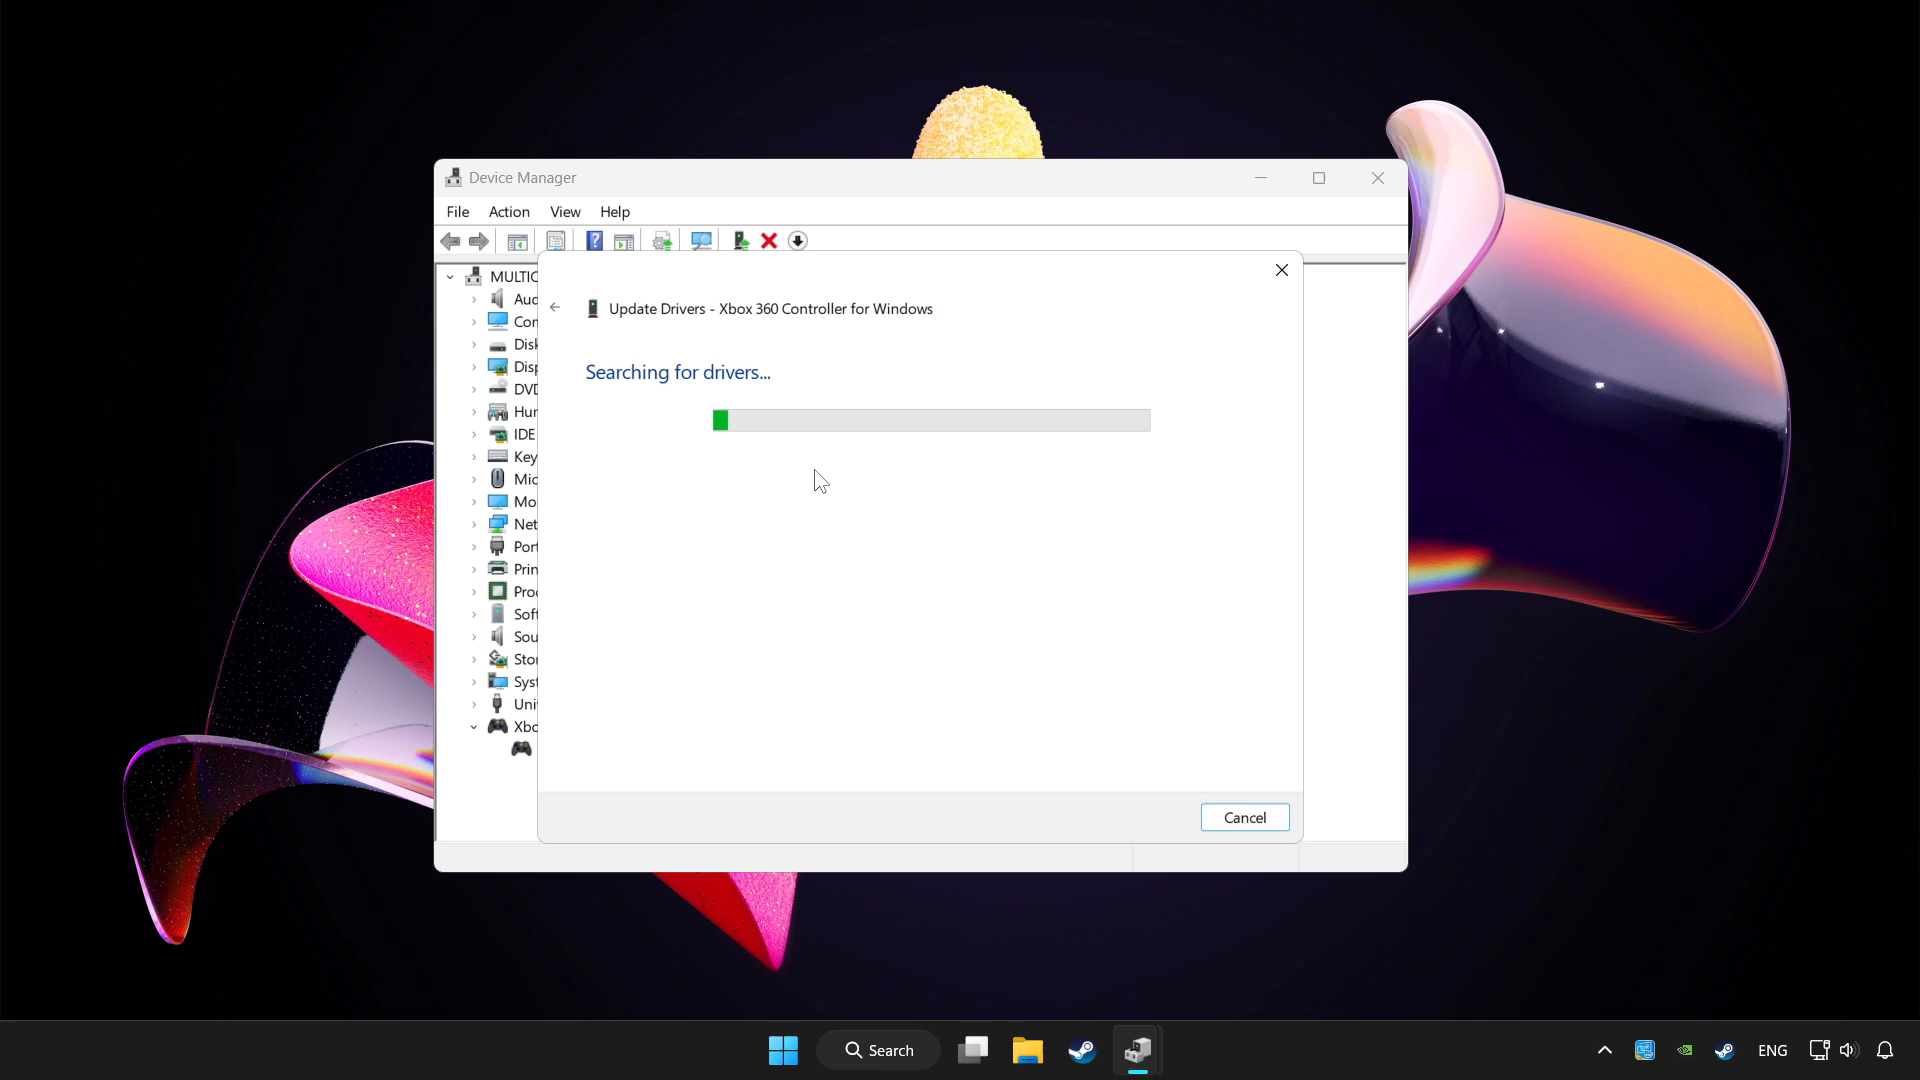 Device Manager
File Action View Help
MULTIC
Update Drivers - Xbox 360 Controller for Windows
Searching for drivers...
Aud
Con
Disk
Disp
DVD
Hum
IDE
Key
Mic
Mo
Net
Port
Prin
Proc
Soft
Sou
Stor
Syst
Uni
Xbo
Cancel
Search
ENG